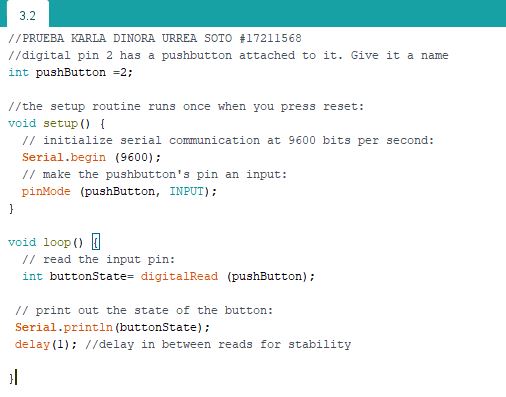 3.2
//PRUEBA KARLA DINORA URREA SOTO #17211568
//digital pin 2 has a pushbutton attached to it. Give it a name
int pushButton =2;
//the setup routine runs once when you press reset:
void setup() {
// initialize serial communication at 9600 bits per second:
Serial.begin (9600);
// make the pushbutton's pin an input:
pinMode (pushButton, INPUT);
}
void loop() {
// read the input pin:
int buttonState= digitalRead (pushButton);
// print out the state of the button:
Serial.println(buttonState);
delay(1); //delay in between reads for stability
}